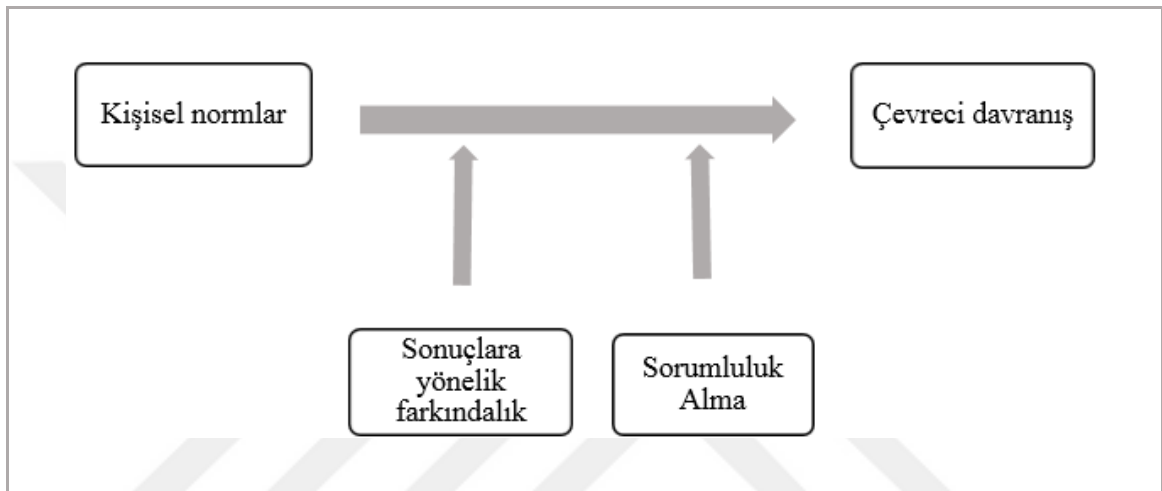 Kişisel normlar
Çevreci davranış
Sonuçlara
yönelik
farkındalık
Sorumluluk
Alma